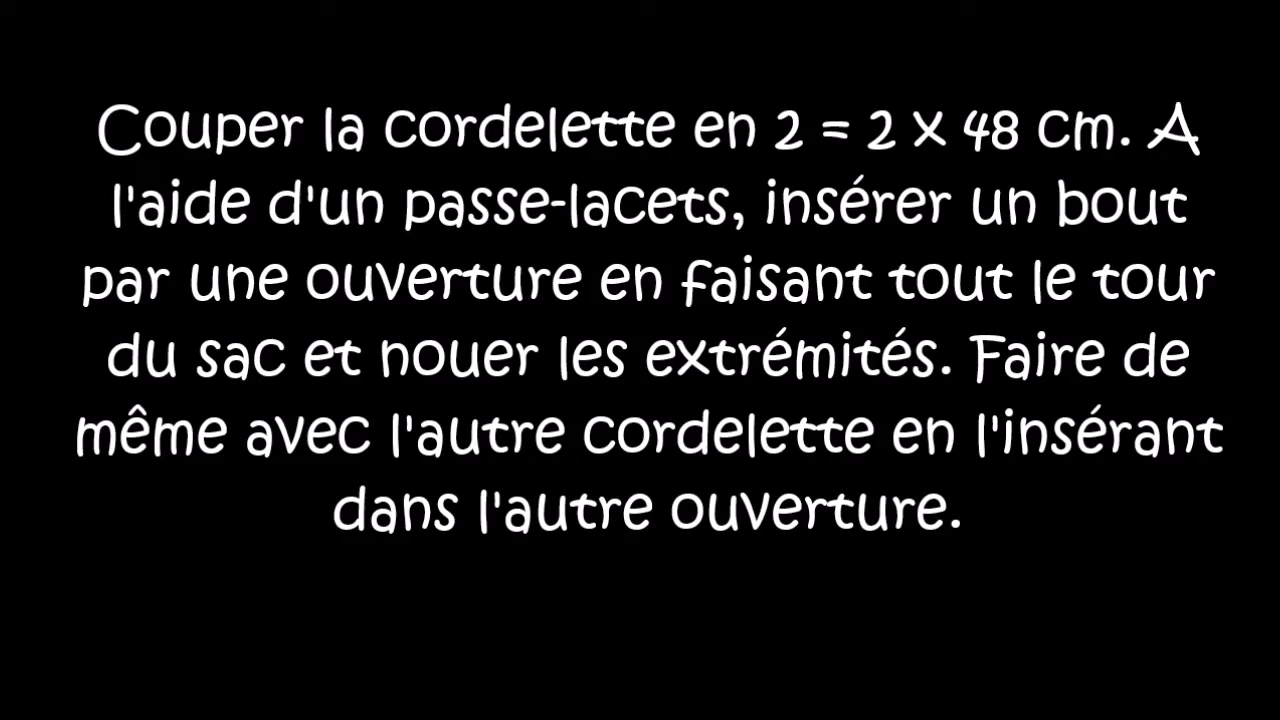 Couper la cordelette en 2 = 2 x 48 cm. A
l'aide d'un passe-lacets, insérer un bout
par une ouverture en faisant tout le tour
du sac et nouer les extrémités. Faire de
même avec l'autre cordelette en l'insérant
dans l'autre ouverture.